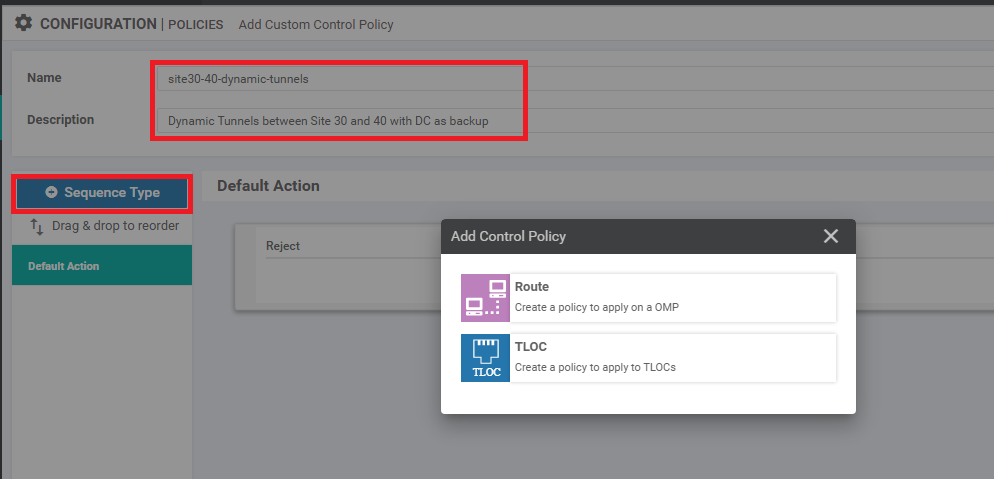 CONFIGURATION | POLICIES Add Custom Control Policy
Name site30-40-dynamic-tunnels
Description Dynamic Tunnels between Site 30 and 40 with DC as backup
Sequence Type
Drag & drop to reorder
Default Action
Default Action
Reject
Add Control Policy
Route
Create a policy to apply on a OMP
TLOC
TLOC
Create a policy to apply to TLOCs